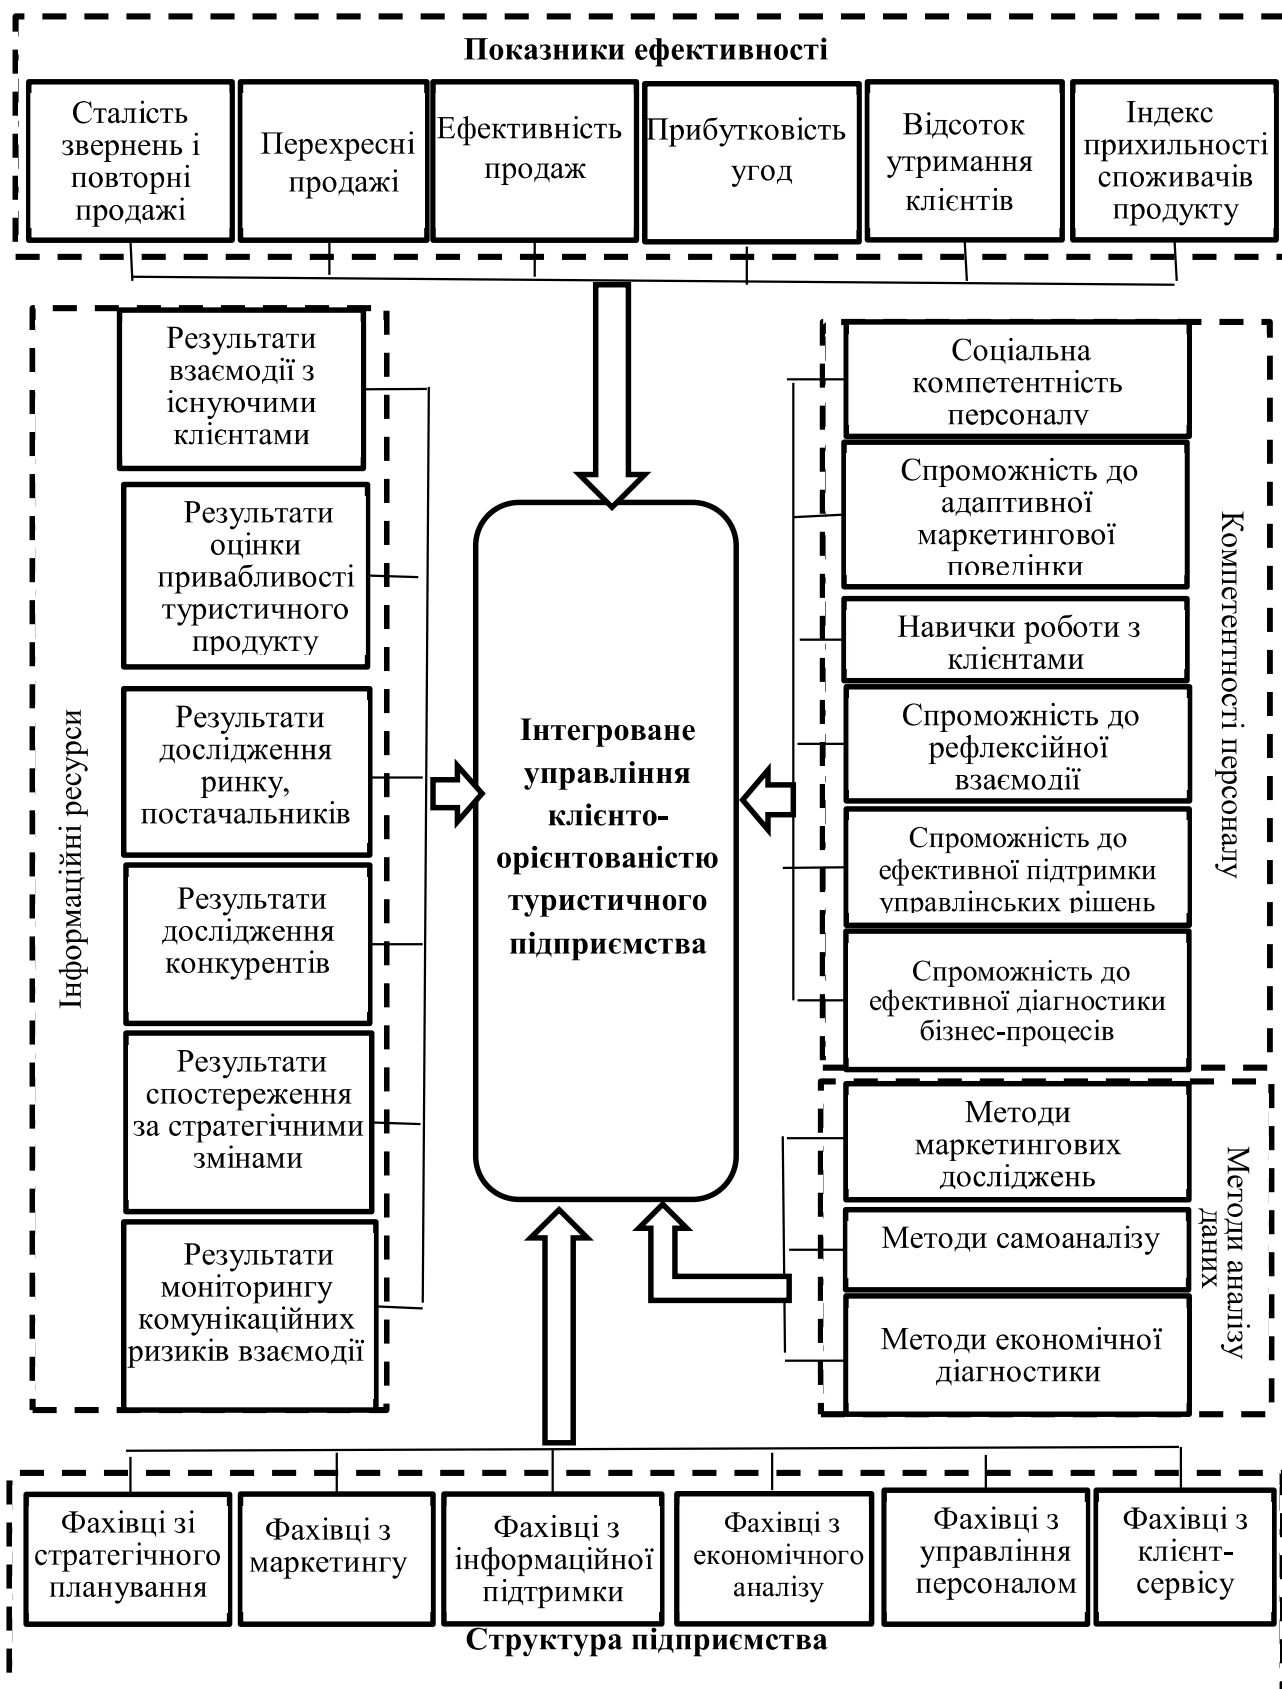 Показники ефективності
Сталість
звернень і
повторні
продажі
Перехресні
продажі
Ефективність
продаж
Прибутковість
угод
Відсоток
утримання
клієнтів
Індекс
прихильності
споживачів
продукту
Інформаційні ресурси
Результати
взаємодії з
існуючими
клієнтами
Результати
оцінки
привабливості
туристичного
продукту
Результати
дослідження
ринку,
постачальників
Результати
дослідження
конкурентів
Результати
спостереження
за стратегічними
змінами
Результати
моніторингу
комунікаційних
ризиків взаємодії
Інтегроване
управління
клієнто-
орієнтованістю
туристичного
підприємства
Соціальна
компетентність
персоналу
Спроможність до
адаптивної
маркетингової
поведінки
Навички роботи з
клієнтами
Спроможність до
рефлексійної
взаємодії
Спроможність до
ефективної підтримки
управлінських рішень
Спроможність до
ефективної діагностики
бізнес-процесів
Компетентності персоналу
Методи
маркетингових
досліджень
Методи самоаналізу
Методи економічної
діагностики
Методи аналізу
даних
Фахівці зі
стратегічного
планування
Фахівці з
маркетингу
Фахівці з
інформаційної
підтримки
Фахівці з
економічного
аналізу
Фахівці з
управління
персоналом
Фахівці з
клієнт-
сервісу
Структура підприємства